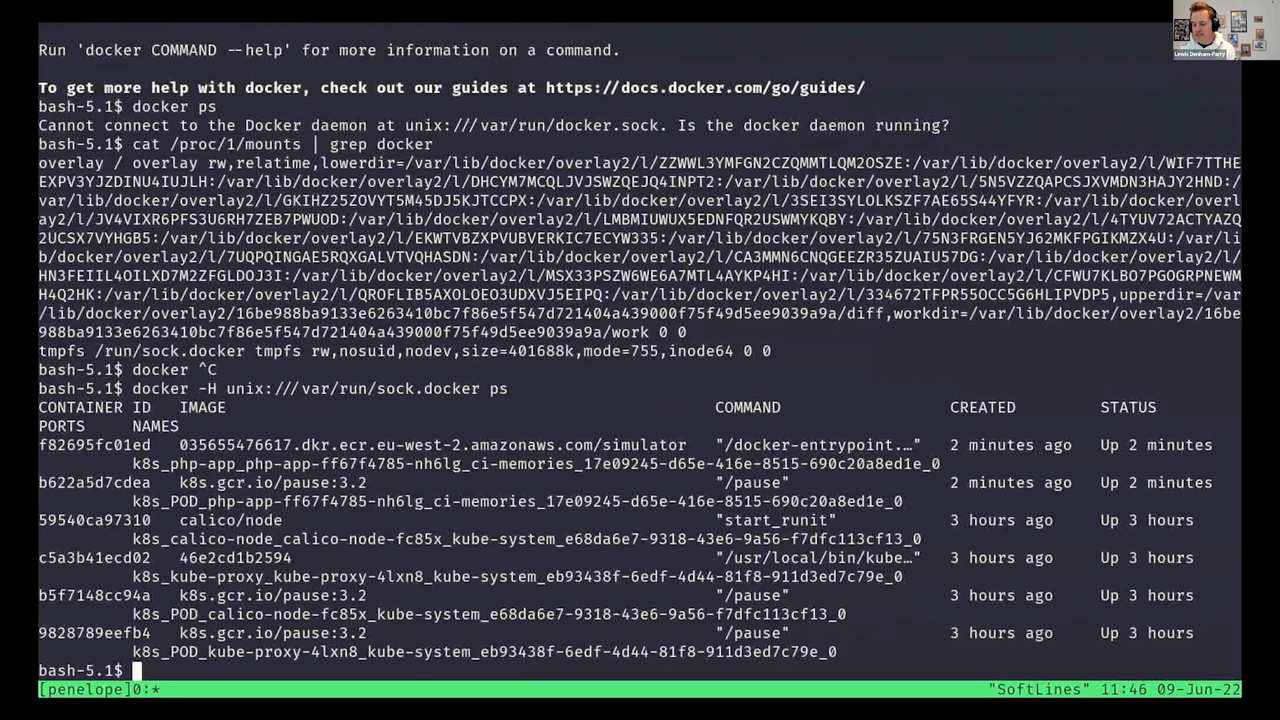 Run 'docker COMMAND --help' for more information on a command.
To get more help with docker, check out our guides at https://docs.docker.com/go/guides/
bash-5.1$ docker ps
Cannot connect to the Docker daemon at unix:///var/run/docker.sock. Is the docker daemon running?
bash-5.1$ cat /proc/1/mounts | grep docker
overlay / overlay rw,relatime,lowerdir=/var/lib/docker/overlay2/l/ZZWWL3YMFGN2CZQMMTLQM2OSZE:/var/lib/docker/overlay2/l/WIF7TTHE
EXPV3YJZDINU4IUJLH:/var/lib/docker/overlay2/l/DHCYM7MCQLJVJSWZQEJQ4INPT2:/var/lib/docker/overlay2/l/5N5VZZQAPCSJXVMDN3HAJY2HND:/
var/lib/docker/overlay2/l/GKIHZ25ZOVYT5M45DJ5KJTCCPX:/var/lib/docker/overlay2/l/3SEI3SYLOLKSZF7AE65S44YFYR:/var/lib/docker/overl
ay2/l/JV4VIXR6PFS3U6RH7ZEB7PWUOD:/var/lib/docker/overlay2/l/LMBMIUWUX5EDNFQR2USWMYKQBY:/var/lib/docker/overlay2/l/4TYUV72ACTYAZQ
2UCSX7VYHGB5:/var/lib/docker/overlay2/l/EKWTVBZXPVUBVERKIC7ECYW335:/var/lib/docker/overlay2/l/75N3FRGEN5YJ62MKFPGIKMZX4U:/var/li
b/docker/overlay2/l/7UQPQINGAE5RQXGALVTVQHASDN:/var/lib/docker/overlay2/l/CA3MMN6CNQGEEZR35ZUAIU57DG:/var/lib/docker/overlay2/l/
HN3FEIIL4OILXD7M2ZFGLDOJ3I:/var/lib/docker/overlay2/l/MSX33PSZW6WE6A7MTL4AYKP4HI:/var/lib/docker/overlay2/l/CFWU7KLBO7PGOGRPNEWM
H4Q2HK:/var/lib/docker/overlay2/l/QROFLIB5AXOLOEO3UDXVJ5EIPQ:/var/lib/docker/overlay2/l/334672TFPR55OCC5G6HLIPVDP5,upperdir=/var
/lib/docker/overlay2/16be988ba9133e6263410bc7f86e5f547d721404a439000f75f49d5ee9039a9a/diff,workdir=/var/lib/docker/overlay2/16be
988ba9133e6263410bc7f86e5f547d721404a439000f75f49d5ee9039a9a/work 0 0
tmpfs /run/sock.docker tmpfs rw,nosuid,nodev,size=401688k,mode=755,inode64 0 0
bash-5.1$ docker ^C
bash-5.1$ docker -H unix:///var/run/sock.docker ps
CONTAINER ID IMAGE COMMAND CREATED STATUS
PORTS NAMES
f82695fc01ed 035655476617.dkr.ecr.eu-west-2.amazonaws.com/simulator "/docker-entrypoint.…" 2 minutes ago Up 2 minutes
k8s_php-app_php-app-ff67f4785-nh6lg_ci-memories_17e09245-d65e-416e-8515-690c20a8ed1e_0
b622a5d7cdea k8s.gcr.io/pause:3.2 "/pause" 2 minutes ago Up 2 minutes
k8s_POD_php-app-ff67f4785-nh6lg_ci-memories_17e09245-d65e-416e-8515-690c20a8ed1e_0
59540ca97310 calico/node "start_runit" 3 hours ago Up 3 hours
k8s_calico-node_calico-node-fc85x_kube-system_e68da6e7-9318-43e6-9a56-f7dfc113cf13_0
c5a3b41ecd02 46e2cd1b2594 "/usr/local/bin/kube…" 3 hours ago Up 3 hours
k8s_kube-proxy_kube-proxy-4lxn8_kube-system_eb93438f-6edf-4d44-81f8-911d3ed7c79e_0
b5f7148cc94a k8s.gcr.io/pause:3.2 "/pause" 3 hours ago Up 3 hours
k8s_POD_calico-node-fc85x_kube-system_e68da6e7-9318-43e6-9a56-f7dfc113cf13_0
9828789eefb4 k8s.gcr.io/pause:3.2 "/pause" 3 hours ago Up 3 hours
k8s_POD_kube-proxy-4lxn8_kube-system_eb93438f-6edf-4d44-81f8-911d3ed7c79e_0
bash-5.1$
[penelope]0:* "SoftLines" 11:46 09-Jun-22
Lewis Denham-Parry